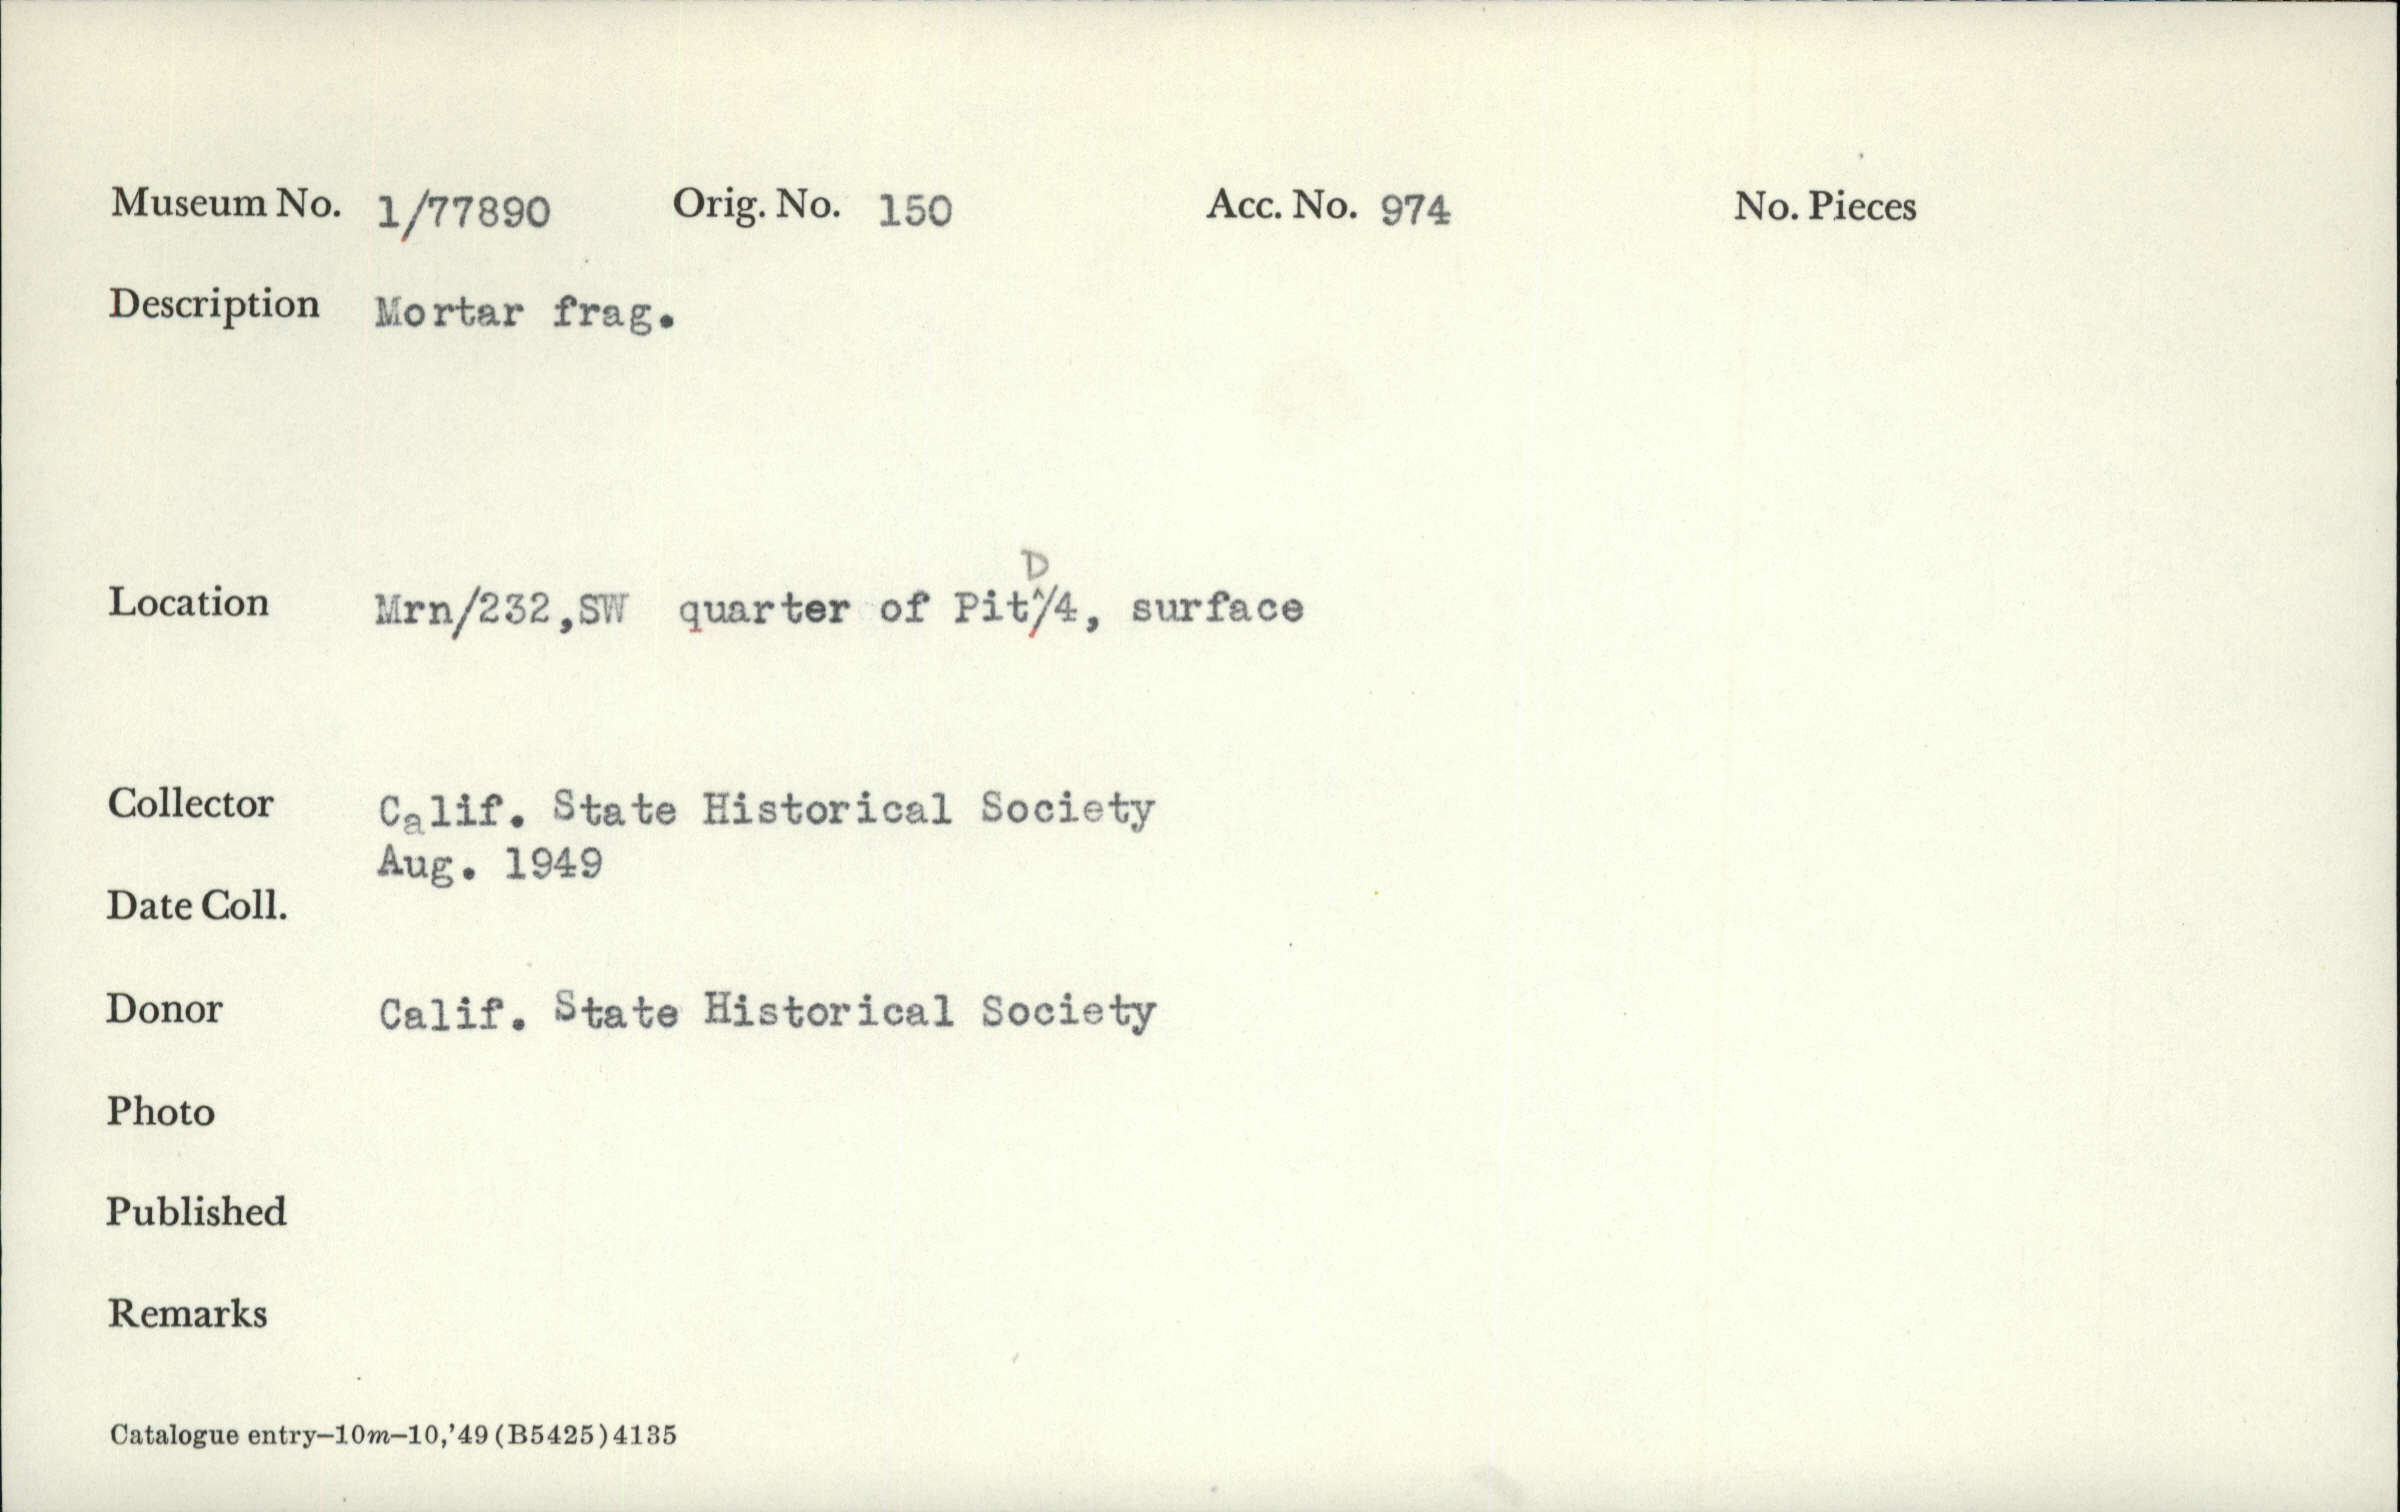 Museum No. 1/77890 Orig. No. 150 Acc. No. 974 No. Pieces
Description Mortar frag.
Location Mrn/232,SW quarter of Pit D/4, surface
Collector Calif. State Historical Society
Aug. 1949
Date Coll.
Donor Calif. State Historical Society
Photo
Published
Remarks
Catalogue entry—10m—10,'49 (B5425)4135